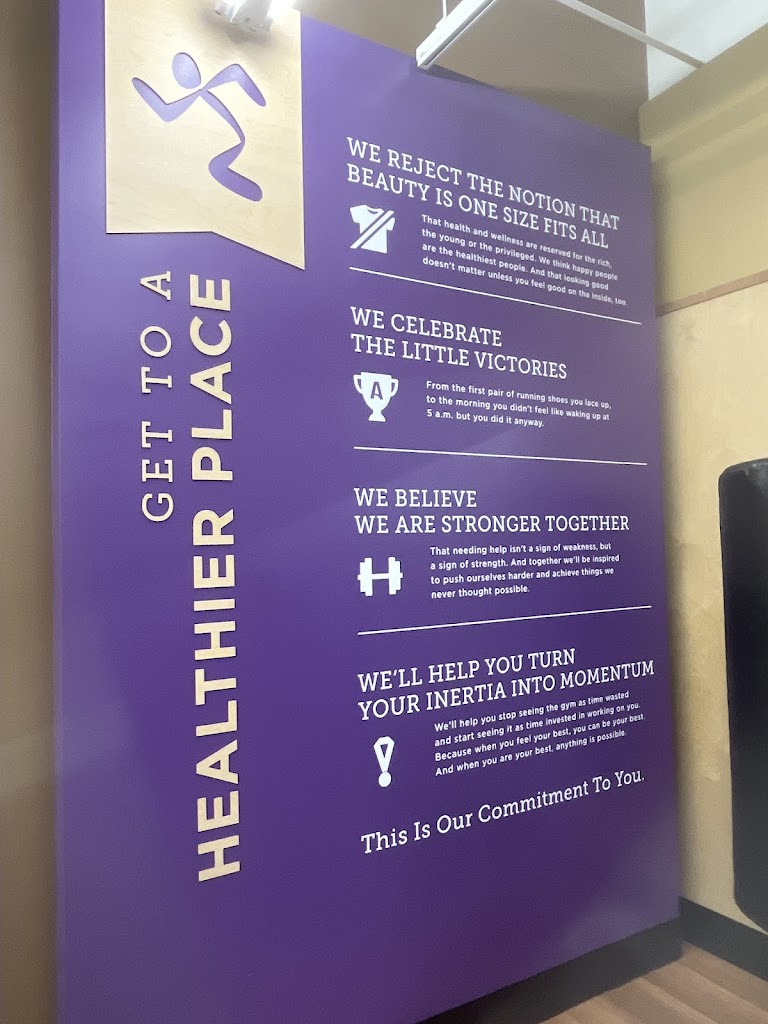 GET TO A
HEALTHIER PLACE
WE REJECT THE NOTION THAT
BEAUTY IS ONE SIZE FITS ALL
That health and wellness are reserved for the rich,
the young or the privileged. We think happy people
are the healthiest people. And that looking good
doesn't matter unless you feel good on the inside, too.
WE CELEBRATE
THE LITTLE VICTORIES
A
From the first pair of running shoes you lace up,
to the morning you didn't feel like waking up at
5 a.m. but you did it anyway.
WE BELIEVE
WE ARE STRONGER TOGETHER
That needing help isn't a sign of weakness, but
a sign of strength. And together we'll be inspired
to push ourselves harder and achieve things we
never thought possible.
WE'LL HELP YOU TURN
YOUR INERTIA INTO MOMENTUM
We'll help you stop seeing the gym as time wasted
and start seeing it as time invested in working on you.
Because when you feel your best, you can be your best.
And when you are your best, anything is possible.
This Is Our Commitment To You.